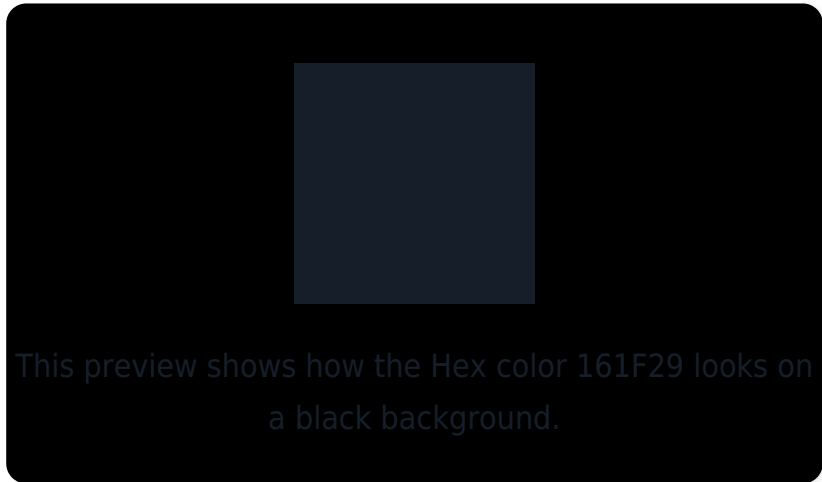 This preview shows how the Hex color 161F29 looks on
a black background.